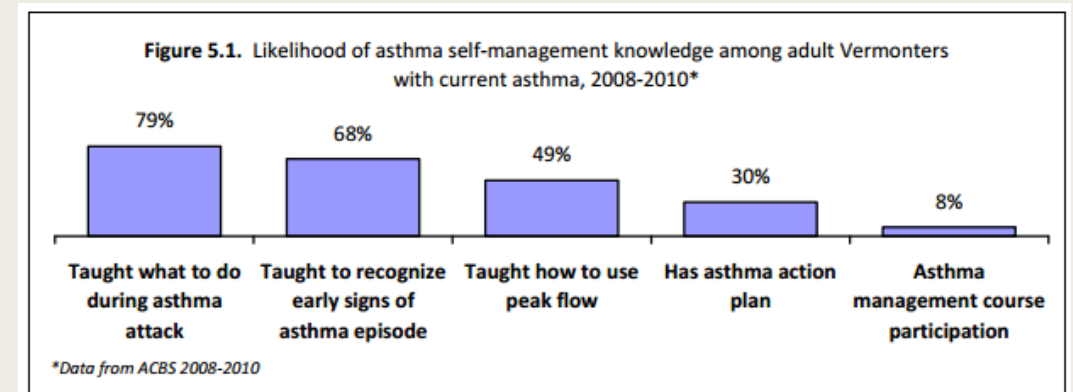 Figure 5.1. Likelihood of asthma self-management knowledge among adult Vermonters
with current asthma, 2008-2010*
79%
68%
49%
30%
8%
Taught what to do
during asthma
attack
Taught to recognize
early signs of
asthma episode
Taught how to use
peak flow
Has asthma action
plan
Asthma
management course
participation
*Data from ACBS 2008-2010